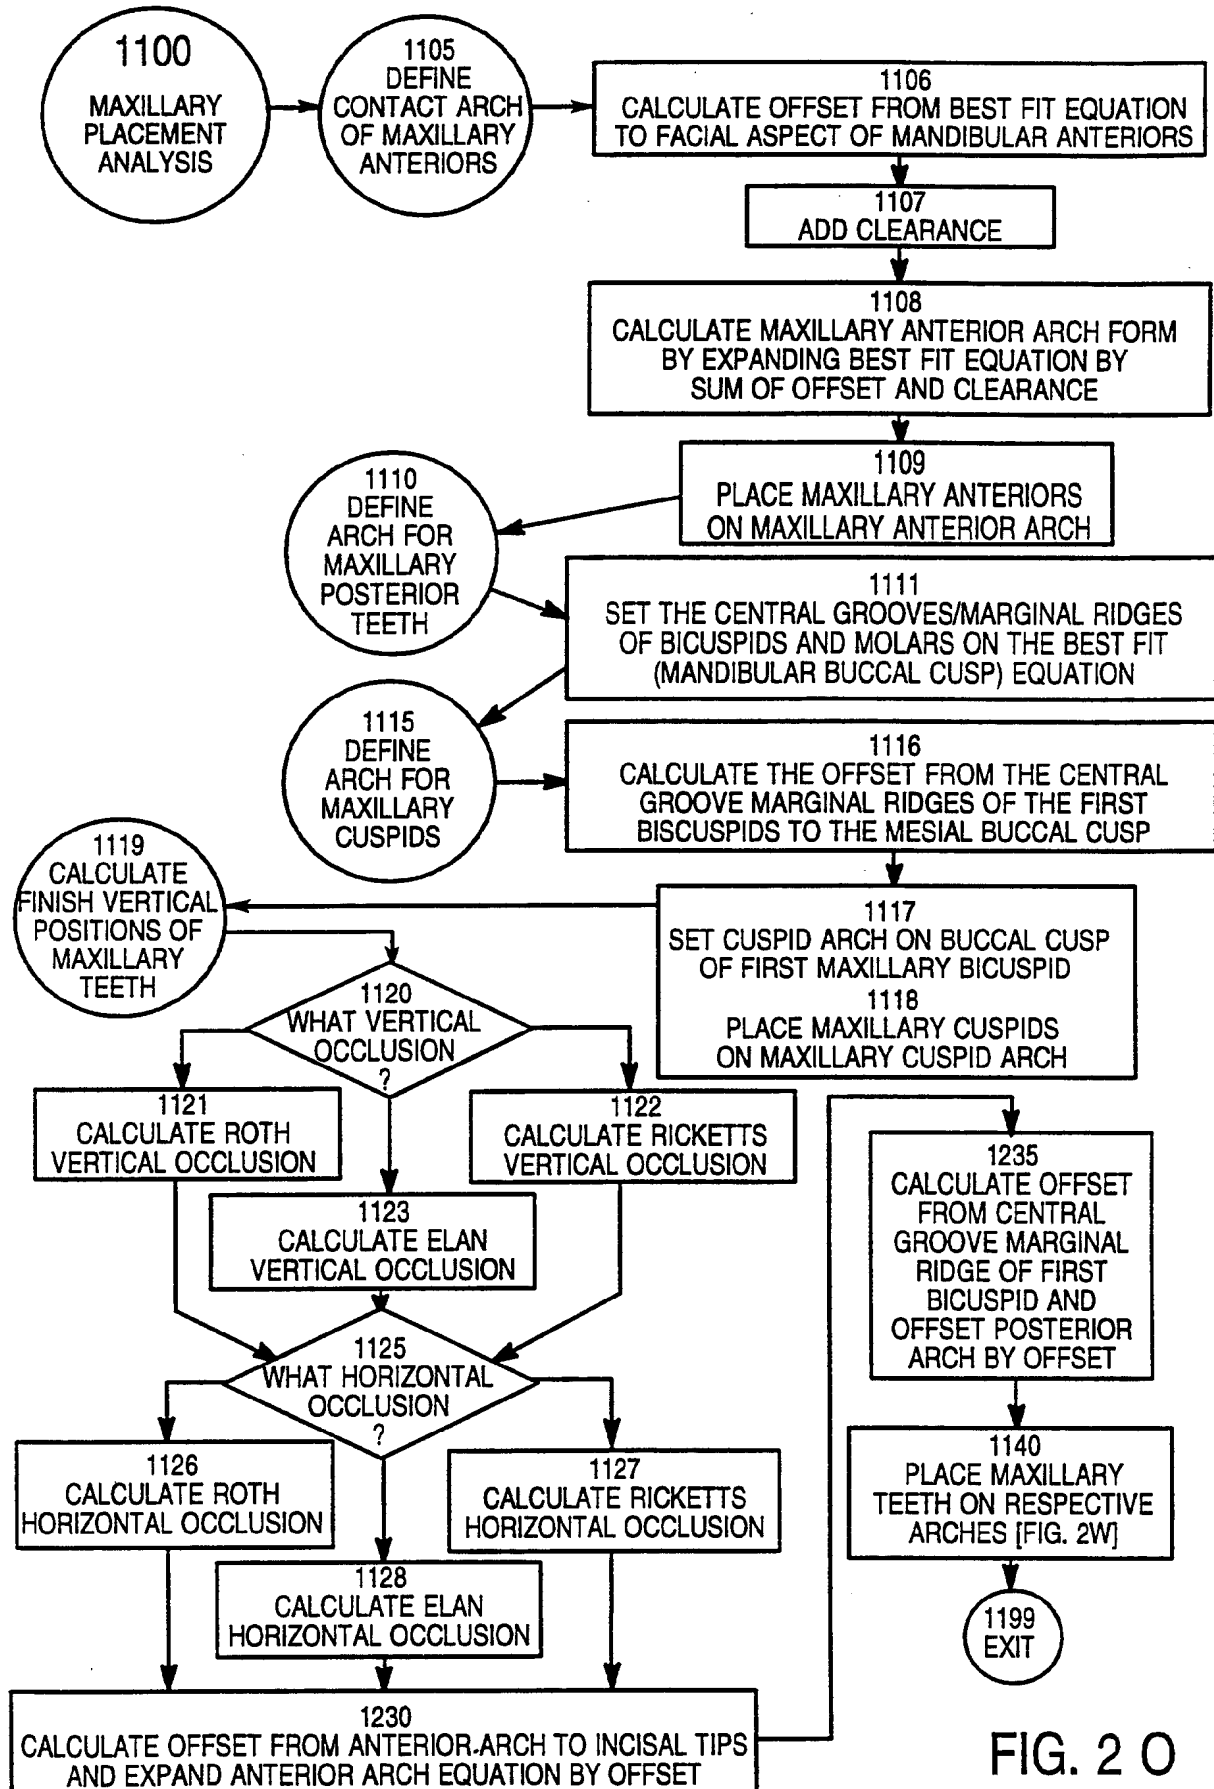 1100
MAXILLARY
PLACEMENT
ANALYSIS
1105
DEFINE
CONTACT ARCH
OF MAXILLARY
ANTERIORS
1106
CALCULATE OFFSET FROM BEST FIT EQUATION
TO FACIAL ASPECT OF MANDIBULAR ANTERIORS
1107
ADD CLEARANCE
1108
CALCULATE MAXILLARY ANTERIOR ARCH FORM
BY EXPANDING BEST FIT EQUATION BY
SUM OF OFFSET AND CLEARANCE
1109
PLACE MAXILLARY ANTERIORS
ON MAXILLARY ANTERIOR ARCH
1110
DEFINE
ARCH FOR
MAXILLARY
POSTERIOR
TEETH
1111
SET THE CENTRAL GROOVES/MARGINAL RIDGES
OF BICUSPIDS AND MOLARS ON THE BEST FIT
(MANDIBULAR BUCCAL CUSP) EQUATION
1115
DEFINE
ARCH FOR
MAXILLARY
CUSPIDS
1116
CALCULATE THE OFFSET FROM THE CENTRAL
GROOVE MARGINAL RIDGES OF THE FIRST
BISCUSPIDS TO THE MESIAL BUCCAL CUSP
1117
SET CUSPID ARCH ON BUCCAL CUSP
OF FIRST MAXILLARY BICUSPID
1118
PLACE MAXILLARY CUSPIDS
ON MAXILLARY CUSPID ARCH
1119
CALCULATE
FINISH VERTICAL
POSITIONS OF
MAXILLARY
TEETH
1120
WHAT VERTICAL
OCCLUSION
?
1121
CALCULATE ROTH
VERTICAL OCCLUSION
1122
CALCULATE RICKETTS
VERTICAL OCCLUSION
1123
CALCULATE ELAN
VERTICAL OCCLUSION
1125
WHAT HORIZONTAL
OCCLUSION
?
1126
CALCULATE ROTH
HORIZONTAL OCCLUSION
1127
CALCULATE RICKETTS
HORIZONTAL OCCLUSION
1128
CALCULATE ELAN
HORIZONTAL OCCLUSION
1230
CALCULATE OFFSET FROM ANTERIOR-ARCH TO INCISAL TIPS
AND EXPAND ANTERIOR ARCH EQUATION BY OFFSET
1235
CALCULATE OFFSET
FROM CENTRAL
GROOVE MARGINAL
RIDGE OF FIRST
BICUSPID AND
OFFSET POSTERIOR
ARCH BY OFFSET
1140
PLACE MAXILLARY
TEETH ON RESPECTIVE
ARCHES [FIG. 2W]
1199
EXIT
FIG. 2 O